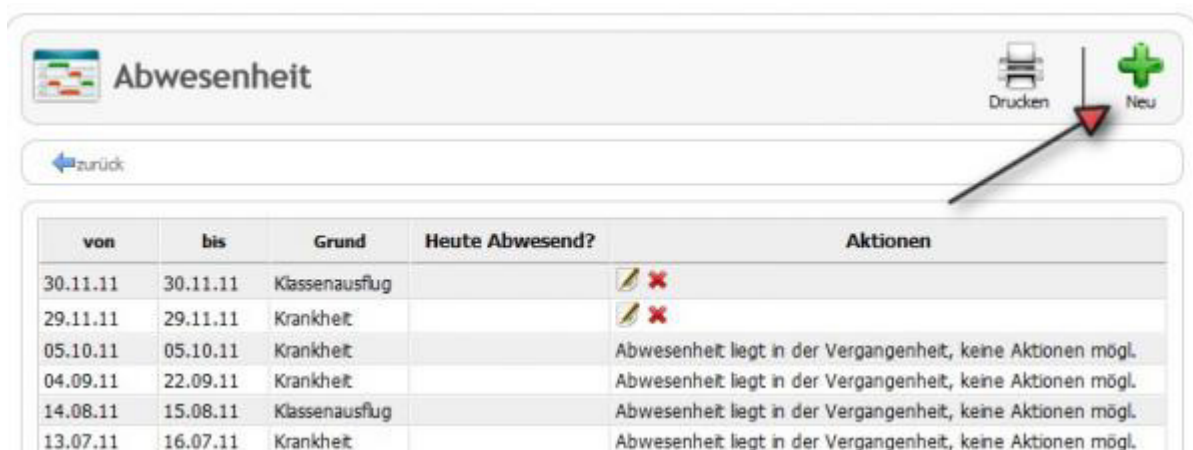 Abwesenheit
Drucken
Neu
zurück
von bis Grund Heute Abwesend? Aktionen
30.11.11 30.11.11 Klassenausflug
29.11.11 29.11.11 Krankheit
05.10.11 05.10.11 Krankheit Abwesenheit liegt in der Vergangenheit, keine Aktionen mögl.
04.09.11 22.09.11 Krankheit Abwesenheit liegt in der Vergangenheit, keine Aktionen mögl.
14.08.11 15.08.11 Klassenausflug Abwesenheit liegt in der Vergangenheit, keine Aktionen mögl.
13.07.11 16.07.11 Krankheit Abwesenheit liegt in der Vergangenheit, keine Aktionen mögl.